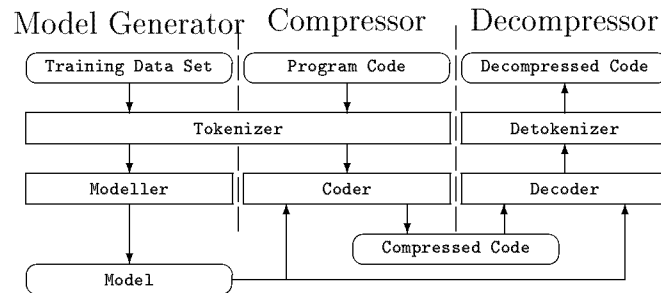 Model Generator Compressor Decompressor
Training Data Set Program Code Decompressed Code
Tokenizer Detokenizer
Modeller Coder Decoder
Compressed Code
Model